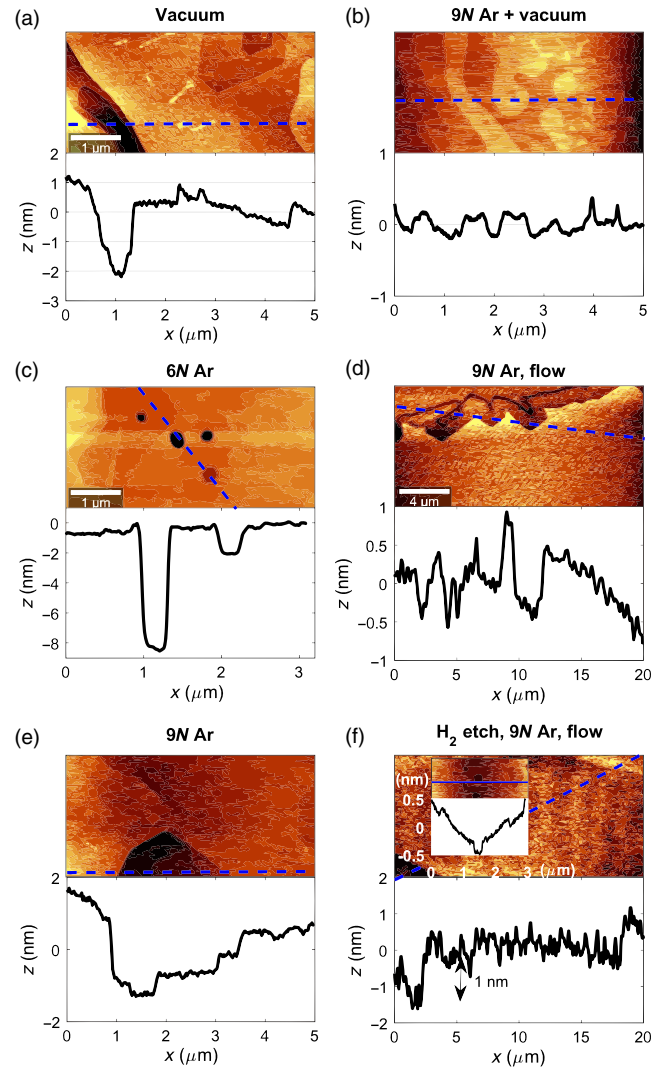 (a) Vacuum
1 μm
2
1
0
-1
-2
-3
z (nm)
0 1 2 3 4 5
x (μm)
(b) 9N Ar + vacuum
1
0
-1
z (nm)
0 1 2 3 4 5
x (μm)
(c) 6N Ar
1 μm
0
-2
-4
-6
-8
z (nm)
0 1 2 3
x (μm)
(d) 9N Ar, flow
4 μm
1
0.5
0
-0.5
-1
z (nm)
0 5 10 15 20
x (μm)
(e) 9N Ar
2
0
-2
z (nm)
0 1 2 3 4 5
x (μm)
(f) H2 etch, 9N Ar, flow
(nm)
0.5
0
-0.5
0 1 2 3 (μm)
2
1
0
-1
-2
z (nm)
1 nm
0 5 10 15 20
x (μm)